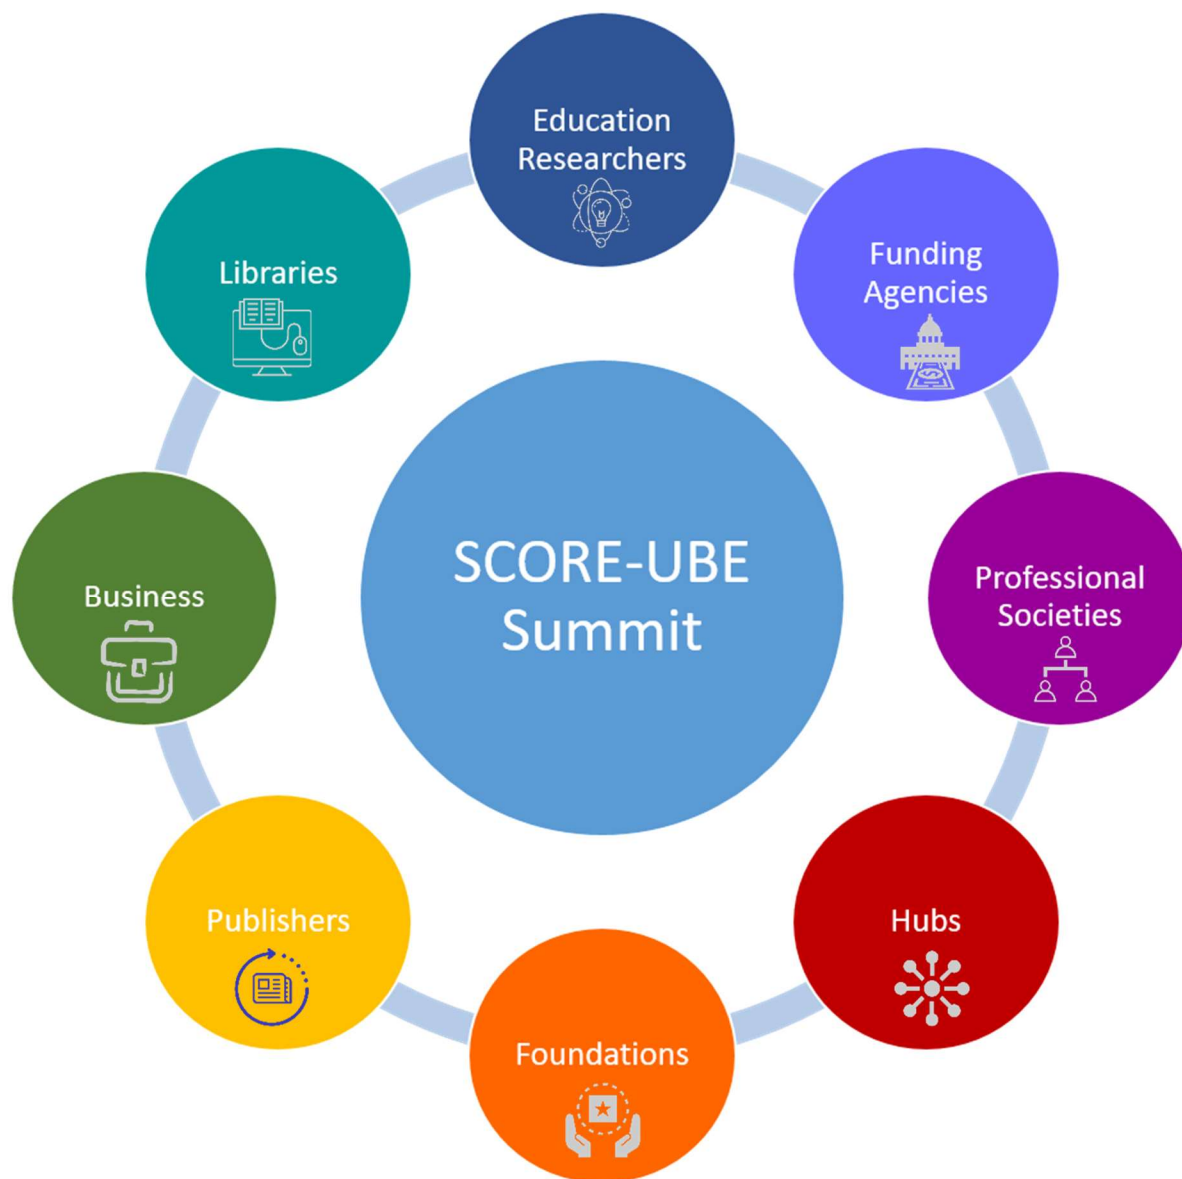 Education
Researchers
Funding
Agencies
Professional
Societies
Hubs
Foundations
Publishers
Business
Libraries
SCORE-UBE
Summit